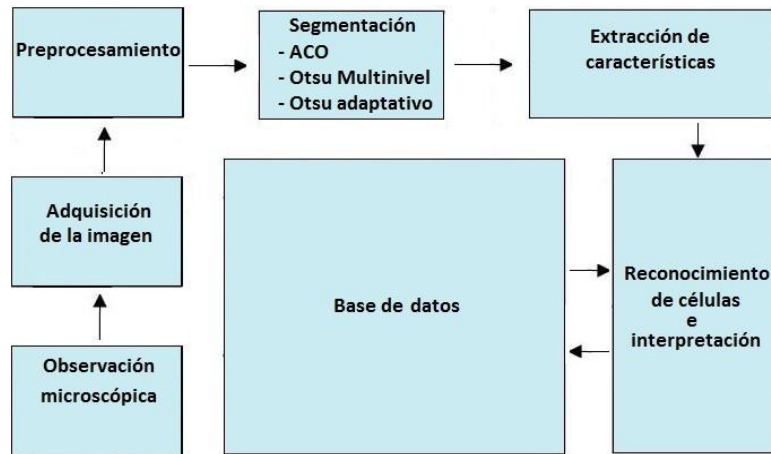 Preprocesamiento
Segmentación
- ACO
- Otsu Multinivel
- Otsu adaptativo
Extracción de
características
Adquisición
de la imagen
Base de datos
Reconocimiento
de células
e
interpretación
Observación
microscópica